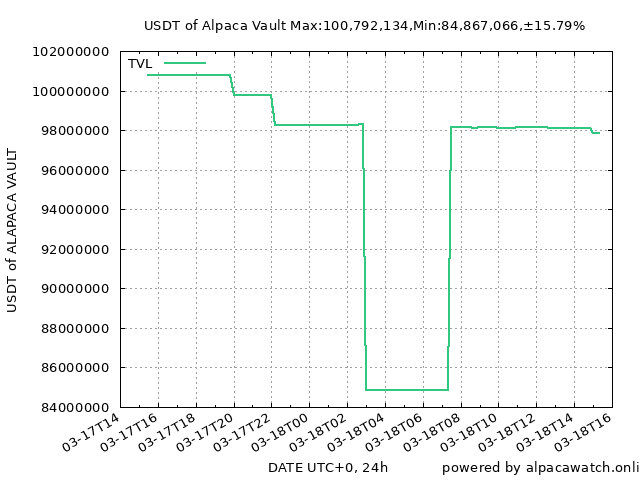 USDT of Alpaca Vault Max:100,792,134,Min:84,867,066,±15.79%
102000000
TVL
100000000
98000000
96000000
94000000
92000000
90000000
88000000
86000000
84000000
USDT of ALAPACA VAULT
03-17T14
03-17T16
03-17T18
03-17T20
03-17T22
03-18T00
03-18T02
03-18T04
03-18T06
03-18T08
03-18T10
03-18T12
03-18T14
03-18T16
DATE UTC+0, 24h
powered by alpacawatch.onli